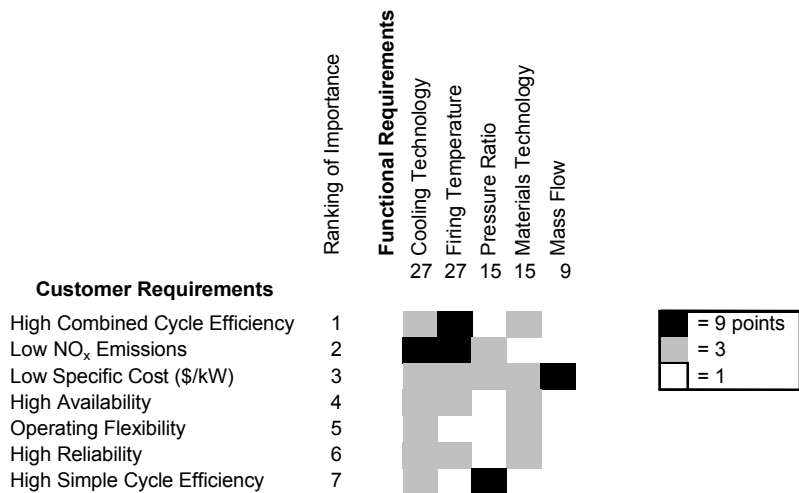 Ranking of Importance
Functional Requirements
Cooling Technology
Firing Temperature
Pressure Ratio
Materials Technology
Mass Flow
27 27 15 15 9
Customer Requirements
High Combined Cycle Efficiency 1
Low NOx Emissions 2
Low Specific Cost ($/kW) 3
High Availability 4
Operating Flexibility 5
High Reliability 6
High Simple Cycle Efficiency 7
= 9 points
= 3
= 1